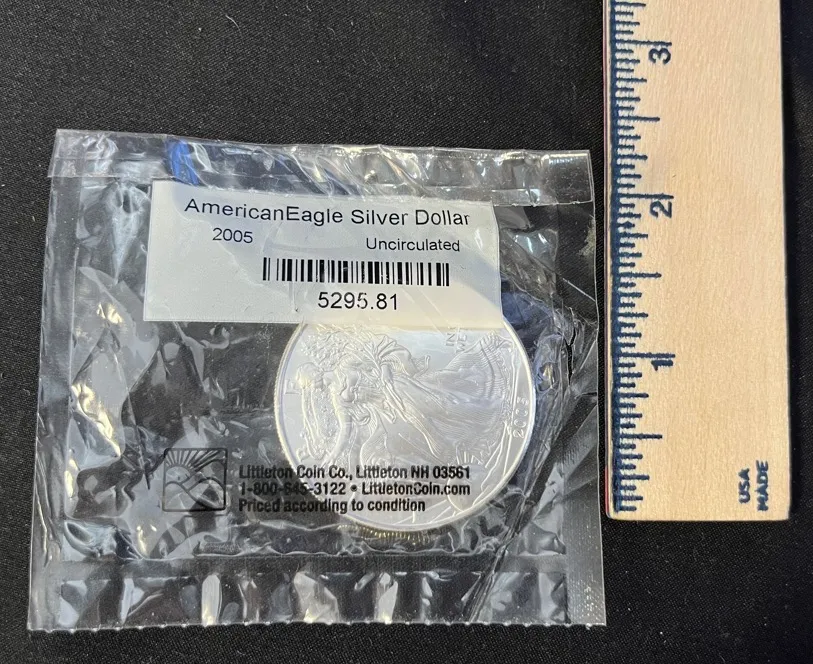 AmericanEagle Silver Dollar
2005 Uncirculated
5295.81
2005
Littleton Coin Co., Littleton NH 03561
1-800-645-3122 • LittletonCoin.com
Priced according to condition
3
2
1
USA
MADE